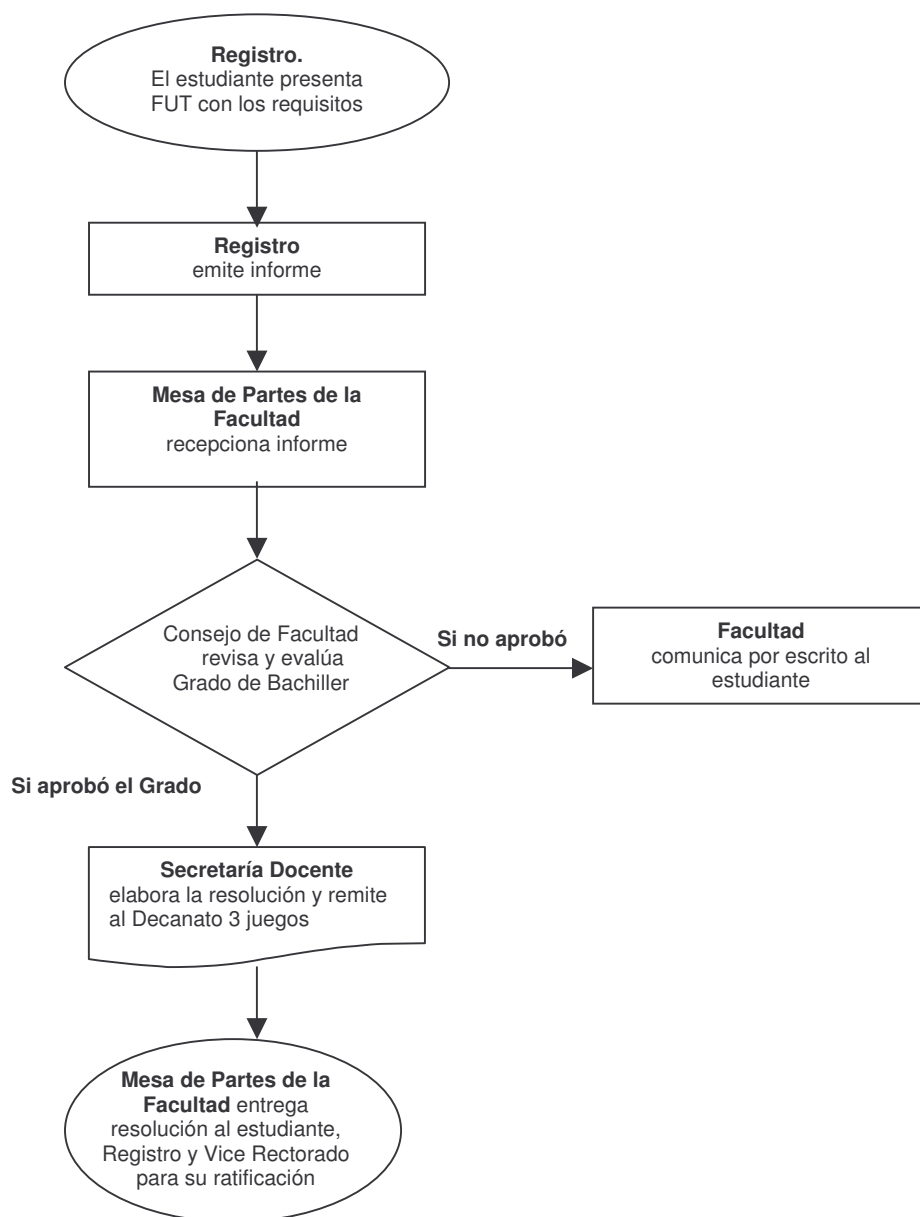 Registro.
El estudiante presenta
FUT con los requisitos
Registro
emite informe
Mesa de Partes de la
Facultad
recepciona informe
Consejo de Facultad
revisa y evalúa
Grado de Bachiller
Si no aprobó
Facultad
comunica por escrito al
estudiante
Si aprobó el Grado
Secretaría Docente
elabora la resolución y remite
al Decanato 3 juegos
Mesa de Partes de la
Facultad entrega
resolución al estudiante,
Registro y Vice Rectorado
para su ratificación